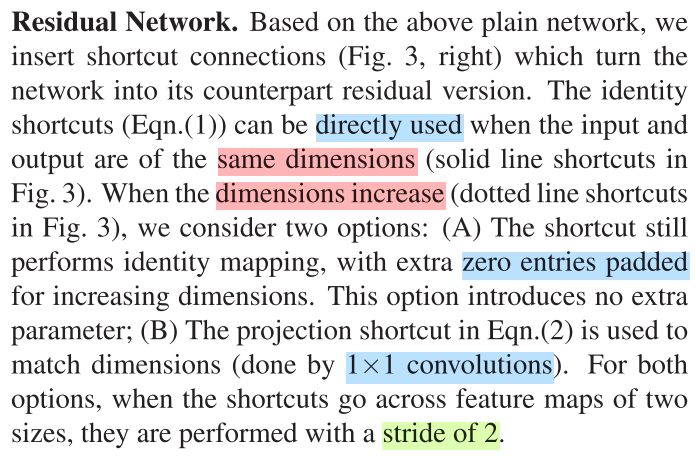 Residual Network. Based on the above plain network, we
insert shortcut connections (Fig. 3, right) which turn the
network into its counterpart residual version. The identity
shortcuts (Eqn.(1)) can be directly used when the input and
output are of the same dimensions (solid line shortcuts in
Fig. 3). When the dimensions increase (dotted line shortcuts
in Fig. 3), we consider two options: (A) The shortcut still
performs identity mapping, with extra zero entries padded
for increasing dimensions. This option introduces no extra
parameter; (B) The projection shortcut in Eqn.(2) is used to
match dimensions (done by 1×1 convolutions). For both
options, when the shortcuts go across feature maps of two
sizes, they are performed with a stride of 2.